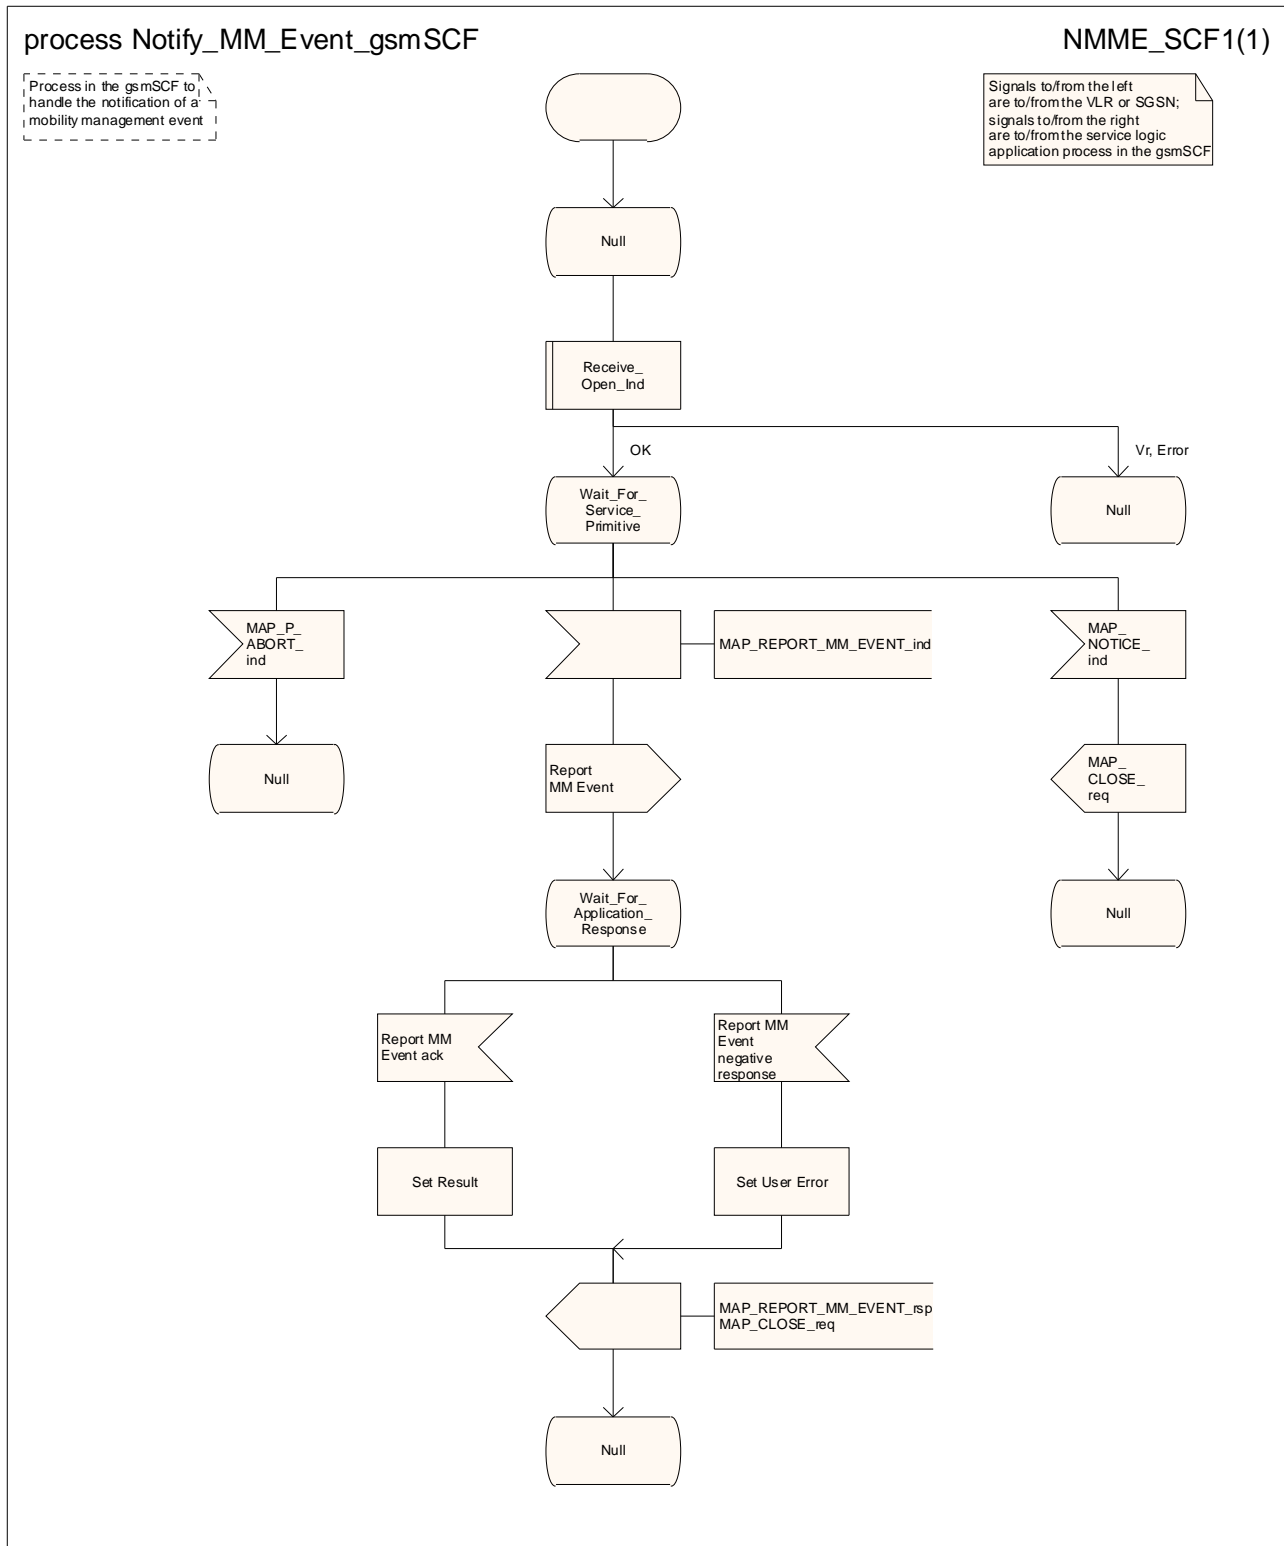 process Notify_MM_Event_gsmSCF
NMME_SCF1(1)
Process in the gsmSCF to
handle the notification of a
mobility management event
Signals to/from the left
are to/from the VLR or SGSN;
signals to/from the right
are to/from the service logic
application process in the gsmSCF
Null
Receive_
Open_Ind
OK
Vr, Error
Wait_For_
Service_
Primitive
Null
MAP_P_
ABORT_
ind
MAP_REPORT_MM_EVENT_ind
MAP_
NOTICE_
ind
Null
Report
MM Event
MAP_
CLOSE_
req
Wait_For_
Application_
Response
Null
Report MM
Event ack
Report MM
Event
negative
response
Set Result
Set User Error
MAP_REPORT_MM_EVENT_rsp
MAP_CLOSE_req
Null